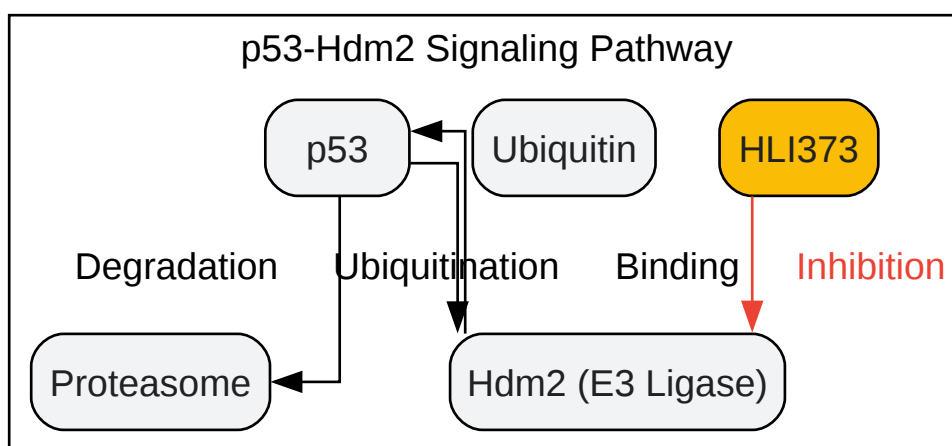 p53-Hdm2 Signaling Pathway
p53
Ubiquitin
HLI373
Degradation
Ubiquitination
Binding
Inhibition
Proteasome
Hdm2 (E3 Ligase)